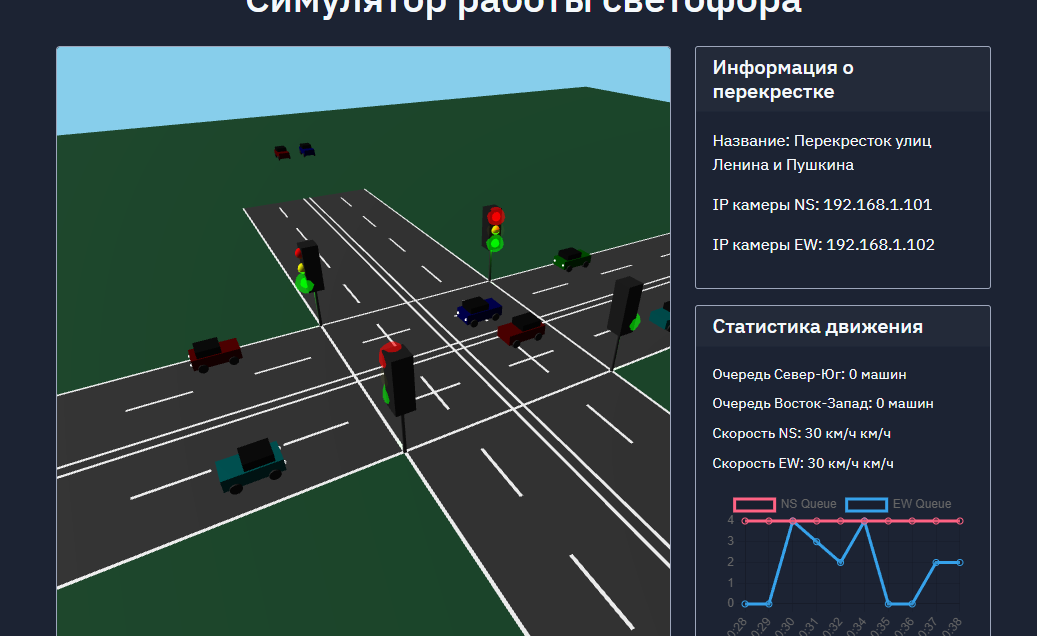 Симулятор работы светофора
Информация о
перекрестке
Название: Перекресток улиц
Ленина и Пушкина
IP камеры NS: 192.168.1.101
IP камеры EW: 192.168.1.102
Статистика движения
Очередь Север-Юг: 0 машин
Очередь Восток-Запад: 0 машин
Скорость NS: 30 км/ч км/ч
Скорость EW: 30 км/ч км/ч
NS Queue
EW Queue
4
3
2
1
0